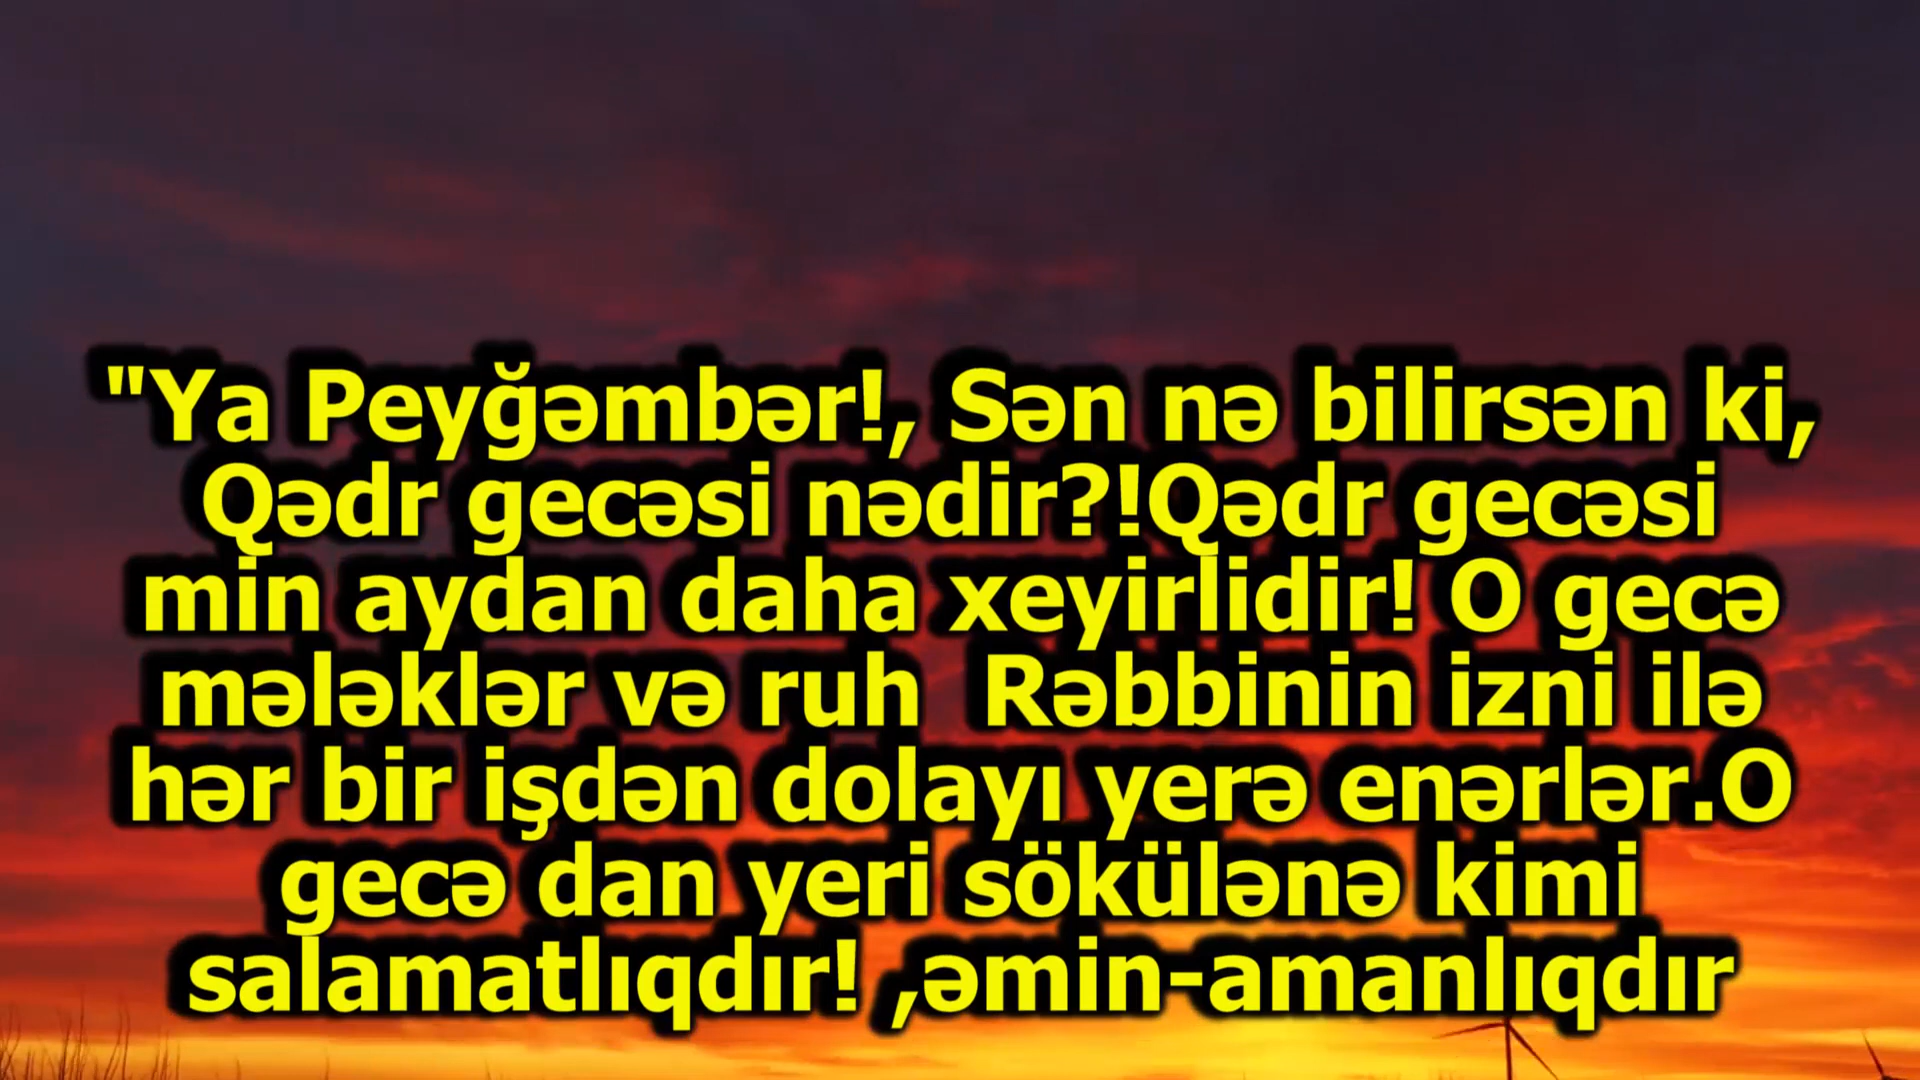 "Ya Peyğəmbər!, Sən nə bilirsən ki,
Qədr gecəsi nədir?!Qədr gecəsi
min aydan daha xeyirlidir! O gecə
mələklər və ruh  Rəbbinin izni ilə
hər bir işdən dolayı yerə enərlər.O
gecə dan yeri sökülənə kimi
salamatlıqdır! ,əmin-amanlıqdır